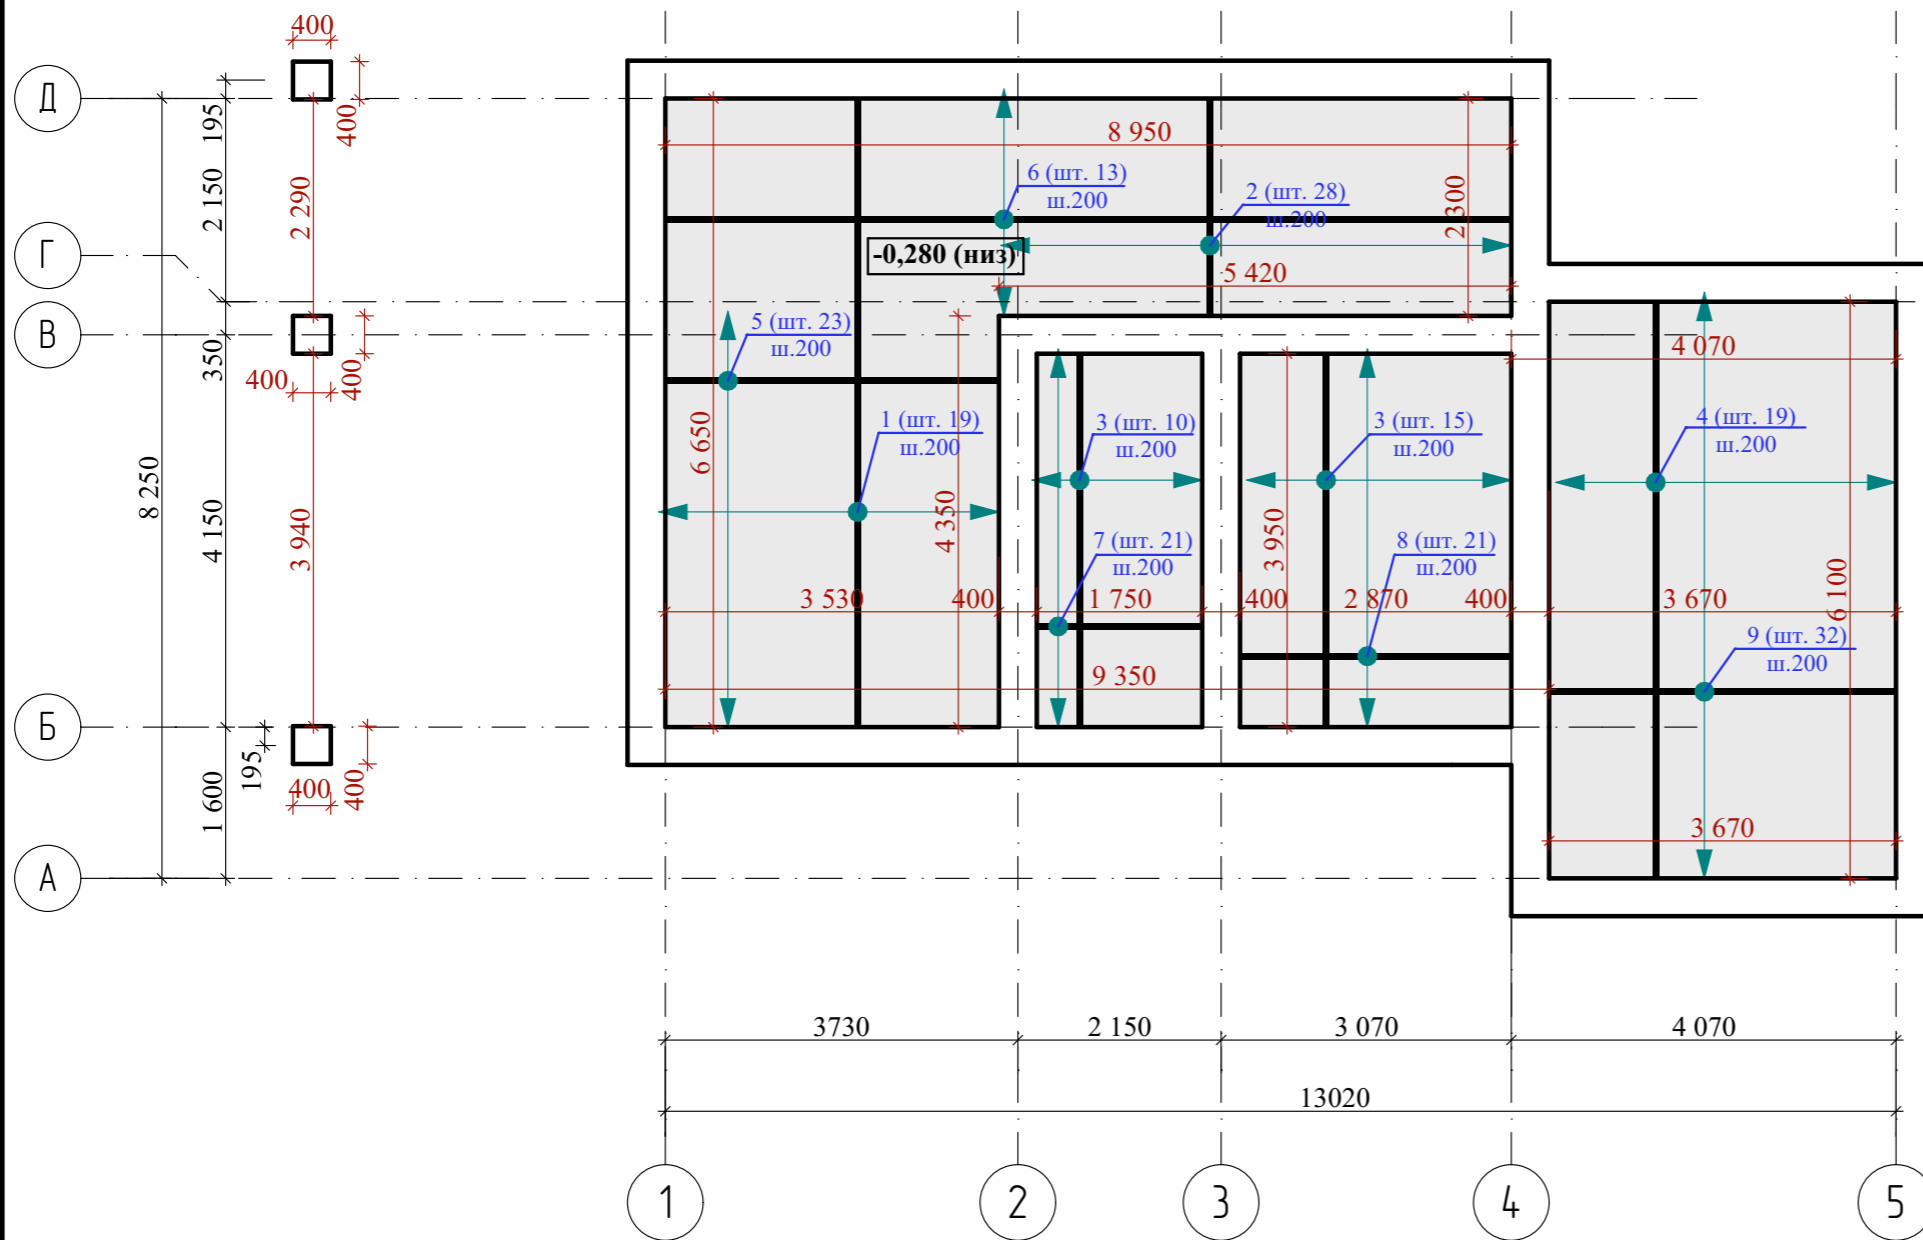 400
Д
195
400
8 950
6 (шт. 13)
ш.200
2 (шт. 28)
ш.200
2 150
2 290
2 300
Г
-0,280 (низ)
5 420
В
5 (шт. 23)
ш.200
350
400
400
4 070
6 650
1 (шт. 19)
ш.200
3 (шт. 10)
ш.200
3 (шт. 15)
ш.200
4 (шт. 19)
ш.200
8 250
4 150
3 940
4 350
3 950
7 (шт. 21)
ш.200
8 (шт. 21)
ш.200
6 100
3 530
400
1 750
400
2 870
400
3 670
9 (шт. 32)
ш.200
9 350
Б
195
400
400
1 600
3 670
А
3730
2 150
3 070
4 070
13020
1
2
3
4
5